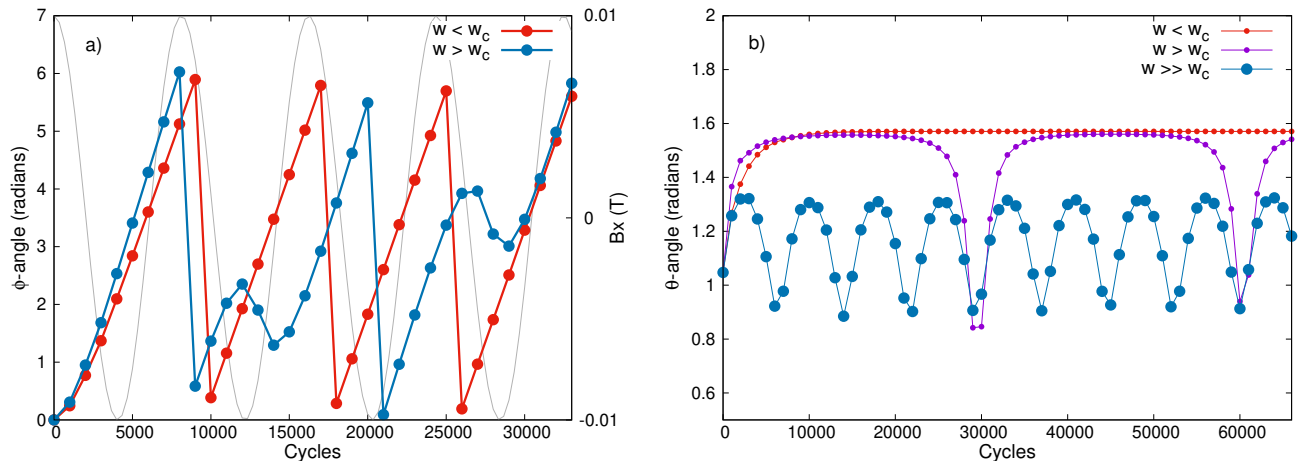 a)
w < w_c
w > w_c
φ-angle (radians)
7
6
5
4
3
2
1
0
0 5000 10000 15000 20000 25000 30000
Cycles
0.01
0
-0.01
Bx (T)
b)
w < w_c
w > w_c
w >> w_c
θ-angle (radians)
2
1.8
1.6
1.4
1.2
1
0.8
0.6
0 10000 20000 30000 40000 50000 60000
Cycles